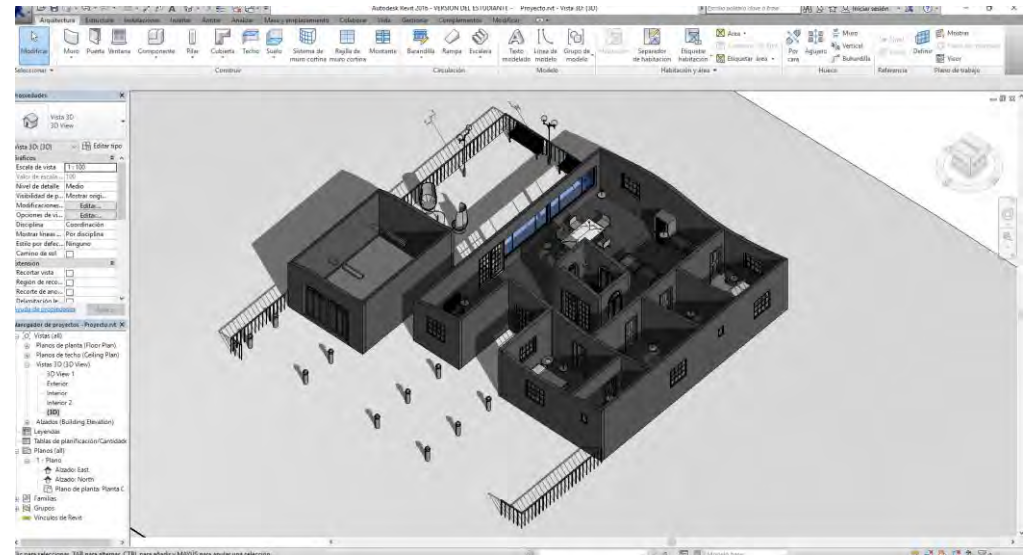 Autodesk Revit 2016 - VERSION DEL ESTUDIANTE - Proyecto.rvt - Vista 3D: {3D}
Iniciar sesión
Arquitectura Estructura Insertar Anotar Analizar Masa y emplazamiento Colaborar Vista Gestionar Complementos Modificar
Modificar Muro Puerta Ventana Componente Pilar Cubierta Techo Suelo Sistema de muro cortina Rejilla de muro cortina Montante Barandilla Rampa Escalera Texto modelado Línea de modelo Grupo de modelo Separador de habitación Etiquetar habitación Área Etiquetar área Por cara Agujero Muro Vertical Buhardilla Definir Mostrar Visor
Seleccionar Construir Circulación Modelo Habitación y área Hueco Referencia Plano de trabajo
Propiedades
Vista 3D
3D View
Vista 3D: {3D} Editar tipo
Gráficos
Escala de vista 1 : 100
Valor de escala... 100
Nivel de detalle Medio
Visibilidad de p... Mostrar origi...
Modificaciones... Editar...
Opciones de vi... Editar...
Disciplina Coordinación
Mostrar líneas ... Por disciplina
Estilo por defec... Ninguno
Camino de sol
Extensión
Recortar vista
Región de reco...
Recorte de ano...
Ayuda de propiedades
Navegador de proyectos - Proyecto.rvt
Vistas (all)
Planos de planta (Floor Plan)
Planos de techo (Ceiling Plan)
Vistas 3D (3D View)
3D View 1
Exterior
Interior
Interior 2
{3D}
Alzados (Building Elevation)
Leyendas
Tablas de planificación/Cantidade
Planos (all)
1 - Plano
Alzado: East
Alzado: North
Plano de planta: Planta C
Familias
Grupos
Vínculos de Revit